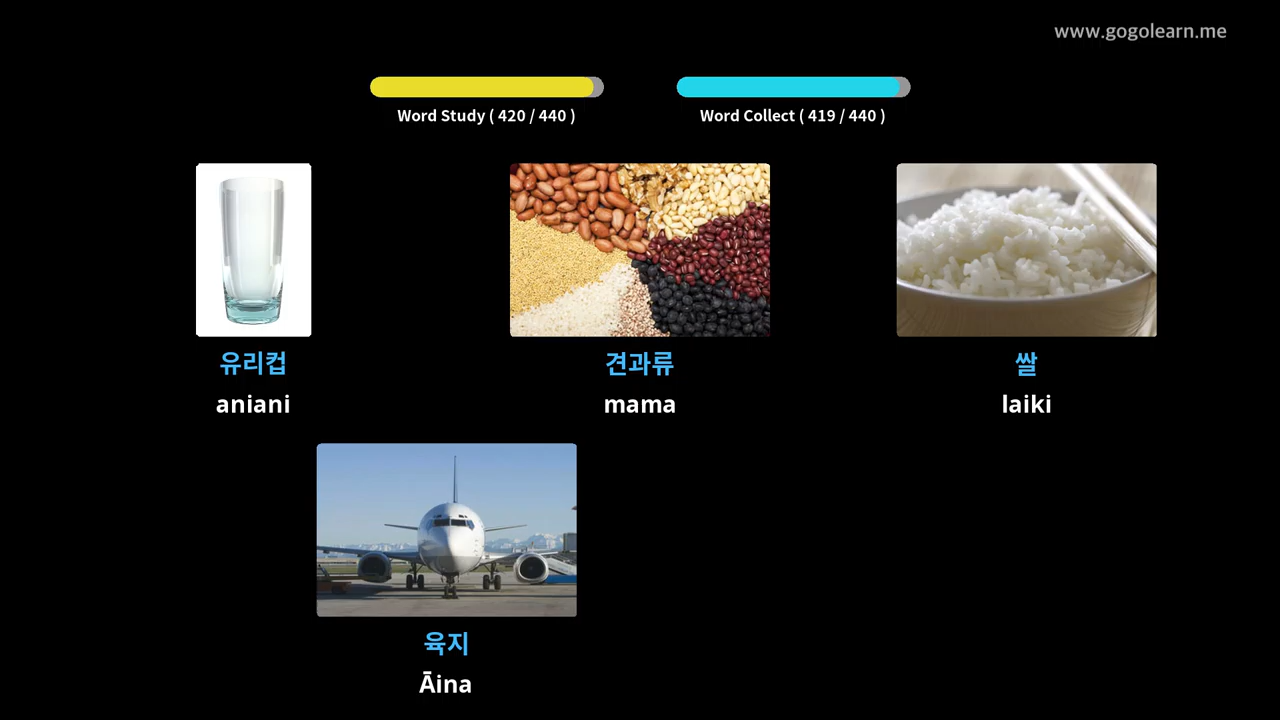 www.gogolearn.me
Word Study ( 420 / 440 )
Word Collect ( 419 / 440 )
유리컵
aniani
견과류
mama
쌀
laiki
육지
Āina